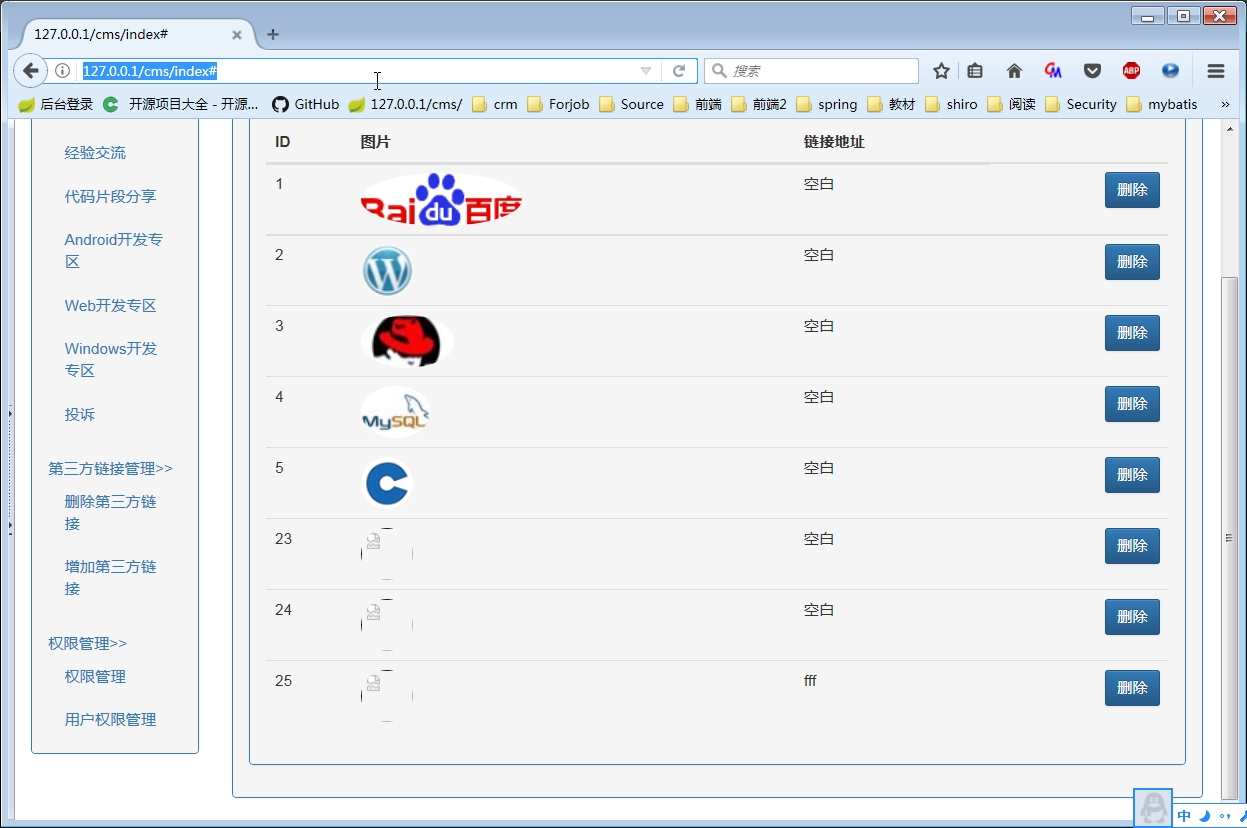 127.0.0.1/cms/index#
127.0.0.1/cms/index#
搜索
ABP
后台登录 开源项目大全 - 开源... GitHub 127.0.0.1/cms/ crm Forjob Source 前端 前端2 spring 教材 shiro 阅读 Security mybatis »
经验交流
代码片段分享
Android开发专
区
Web开发专区
Windows开发
专区
投诉
第三方链接管理>>
删除第三方链
接
增加第三方链
接
权限管理>>
权限管理
用户权限管理
ID 图片 链接地址
1 Baidu百度 空白 删除
2 W 空白 删除
3 空白 删除
4 MySQL 空白 删除
5 C 空白 删除
23 空白 删除
24 空白 删除
25 fff 删除
中